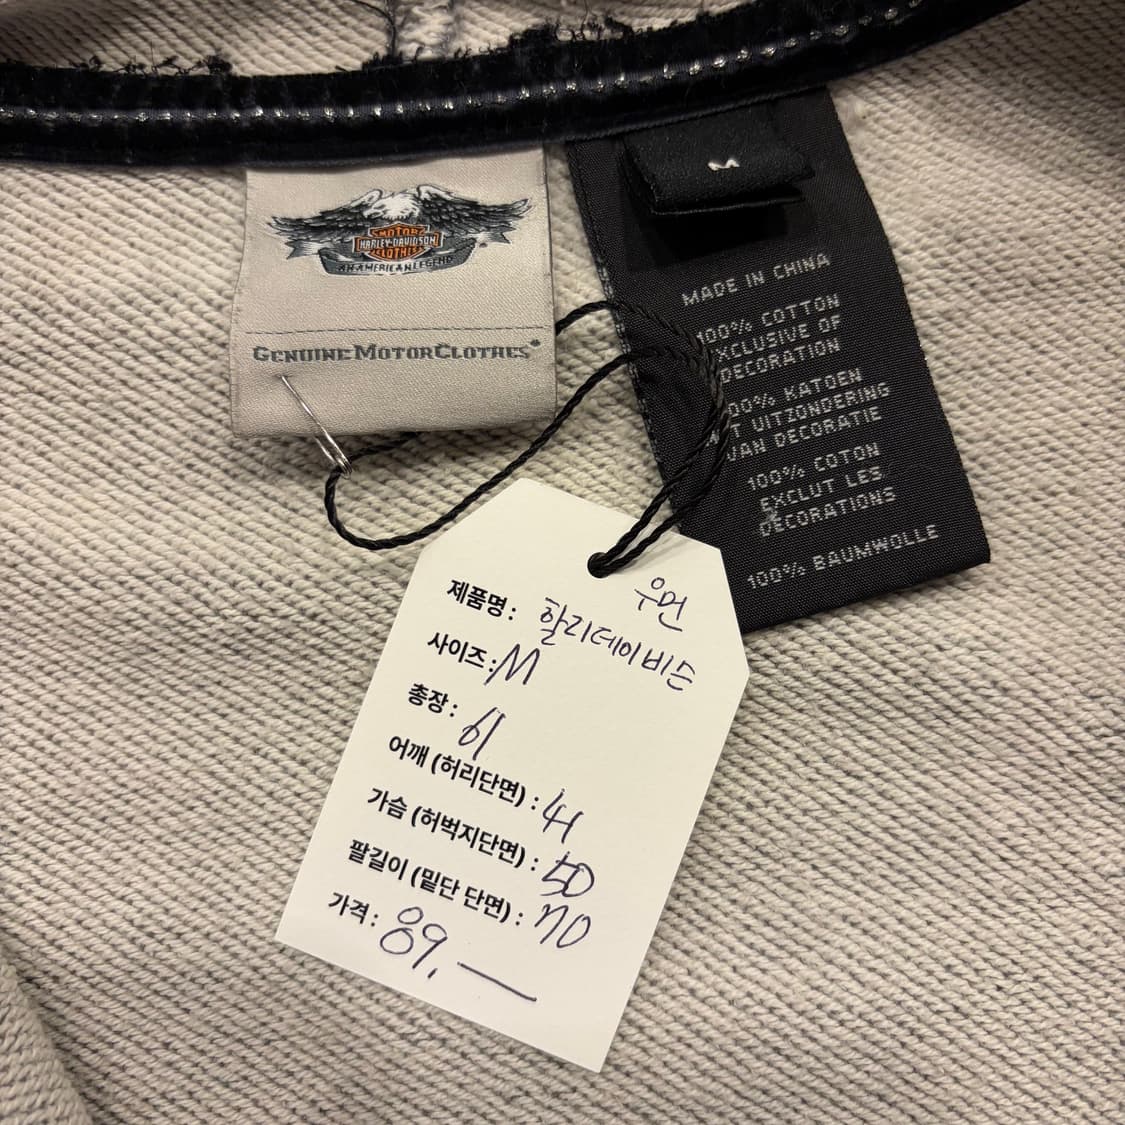 MOTOR
HARLEY-DAVIDSON
CLOTHES
AN AMERICAN LEGEND
GENUINE MOTORCLOTHES®
M
MADE IN CHINA
100% COTTON
EXCLUSIVE OF
DECORATION
100% KATOEN
MET UITZONDERING
VAN DECORATIE
100% COTON
EXCLUT LES
DECORATIONS
100% BAUMWOLLE
우먼
제품명 : 할리데이비슨
사이즈 : M
총장 : 61
어깨 (허리단면) : 41
가슴 (허벅지단면) : 50
팔길이 (밑단 단면) : 70
가격 : 89.—